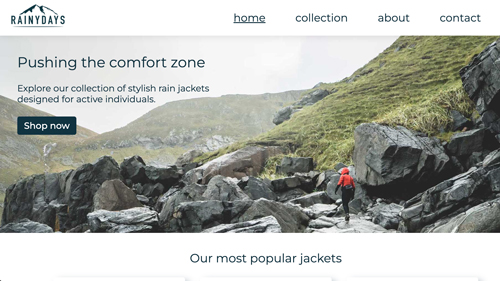 RAINYDAYS
home collection about contact
Pushing the comfort zone
Explore our collection of stylish rain jackets
designed for active individuals.
Shop now
Our most popular jackets